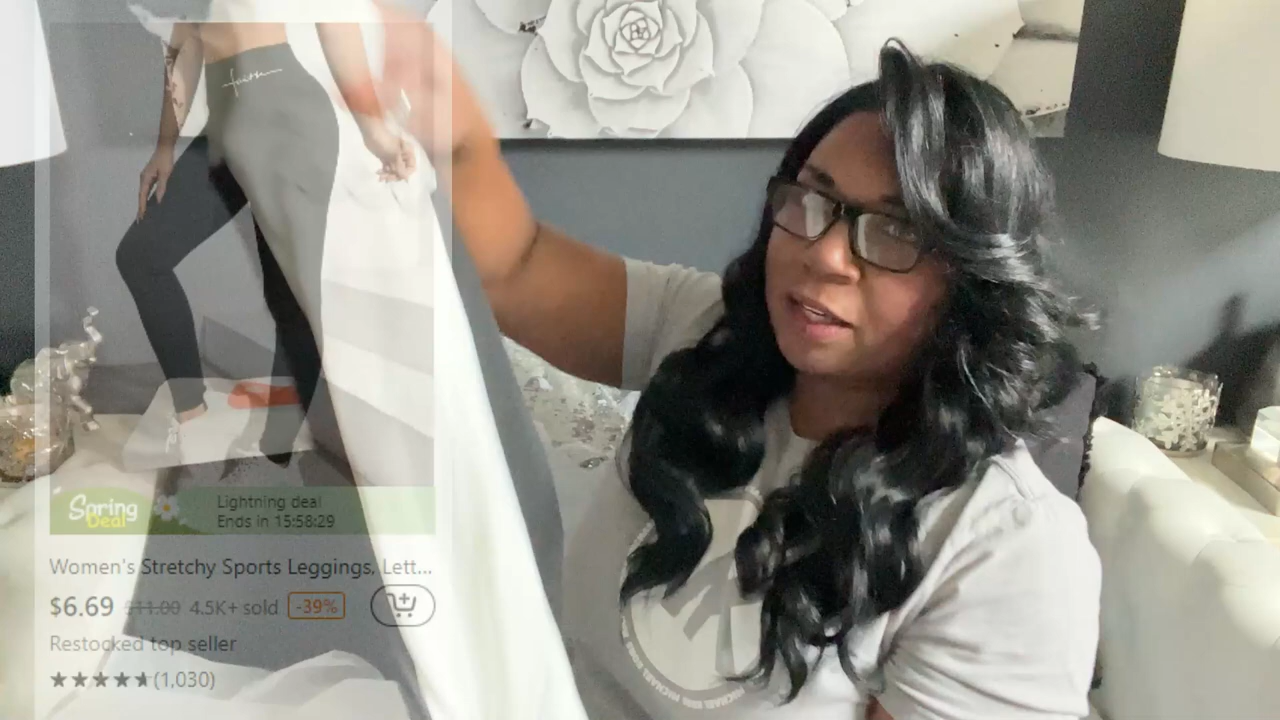 faith
Spring
Deal
Lightning deal
Ends in 15:58:29
Women's Stretchy Sports Leggings, Lett...
$6.69 $11.00 4.5K+ sold -39%
Restocked top seller
(1,030)